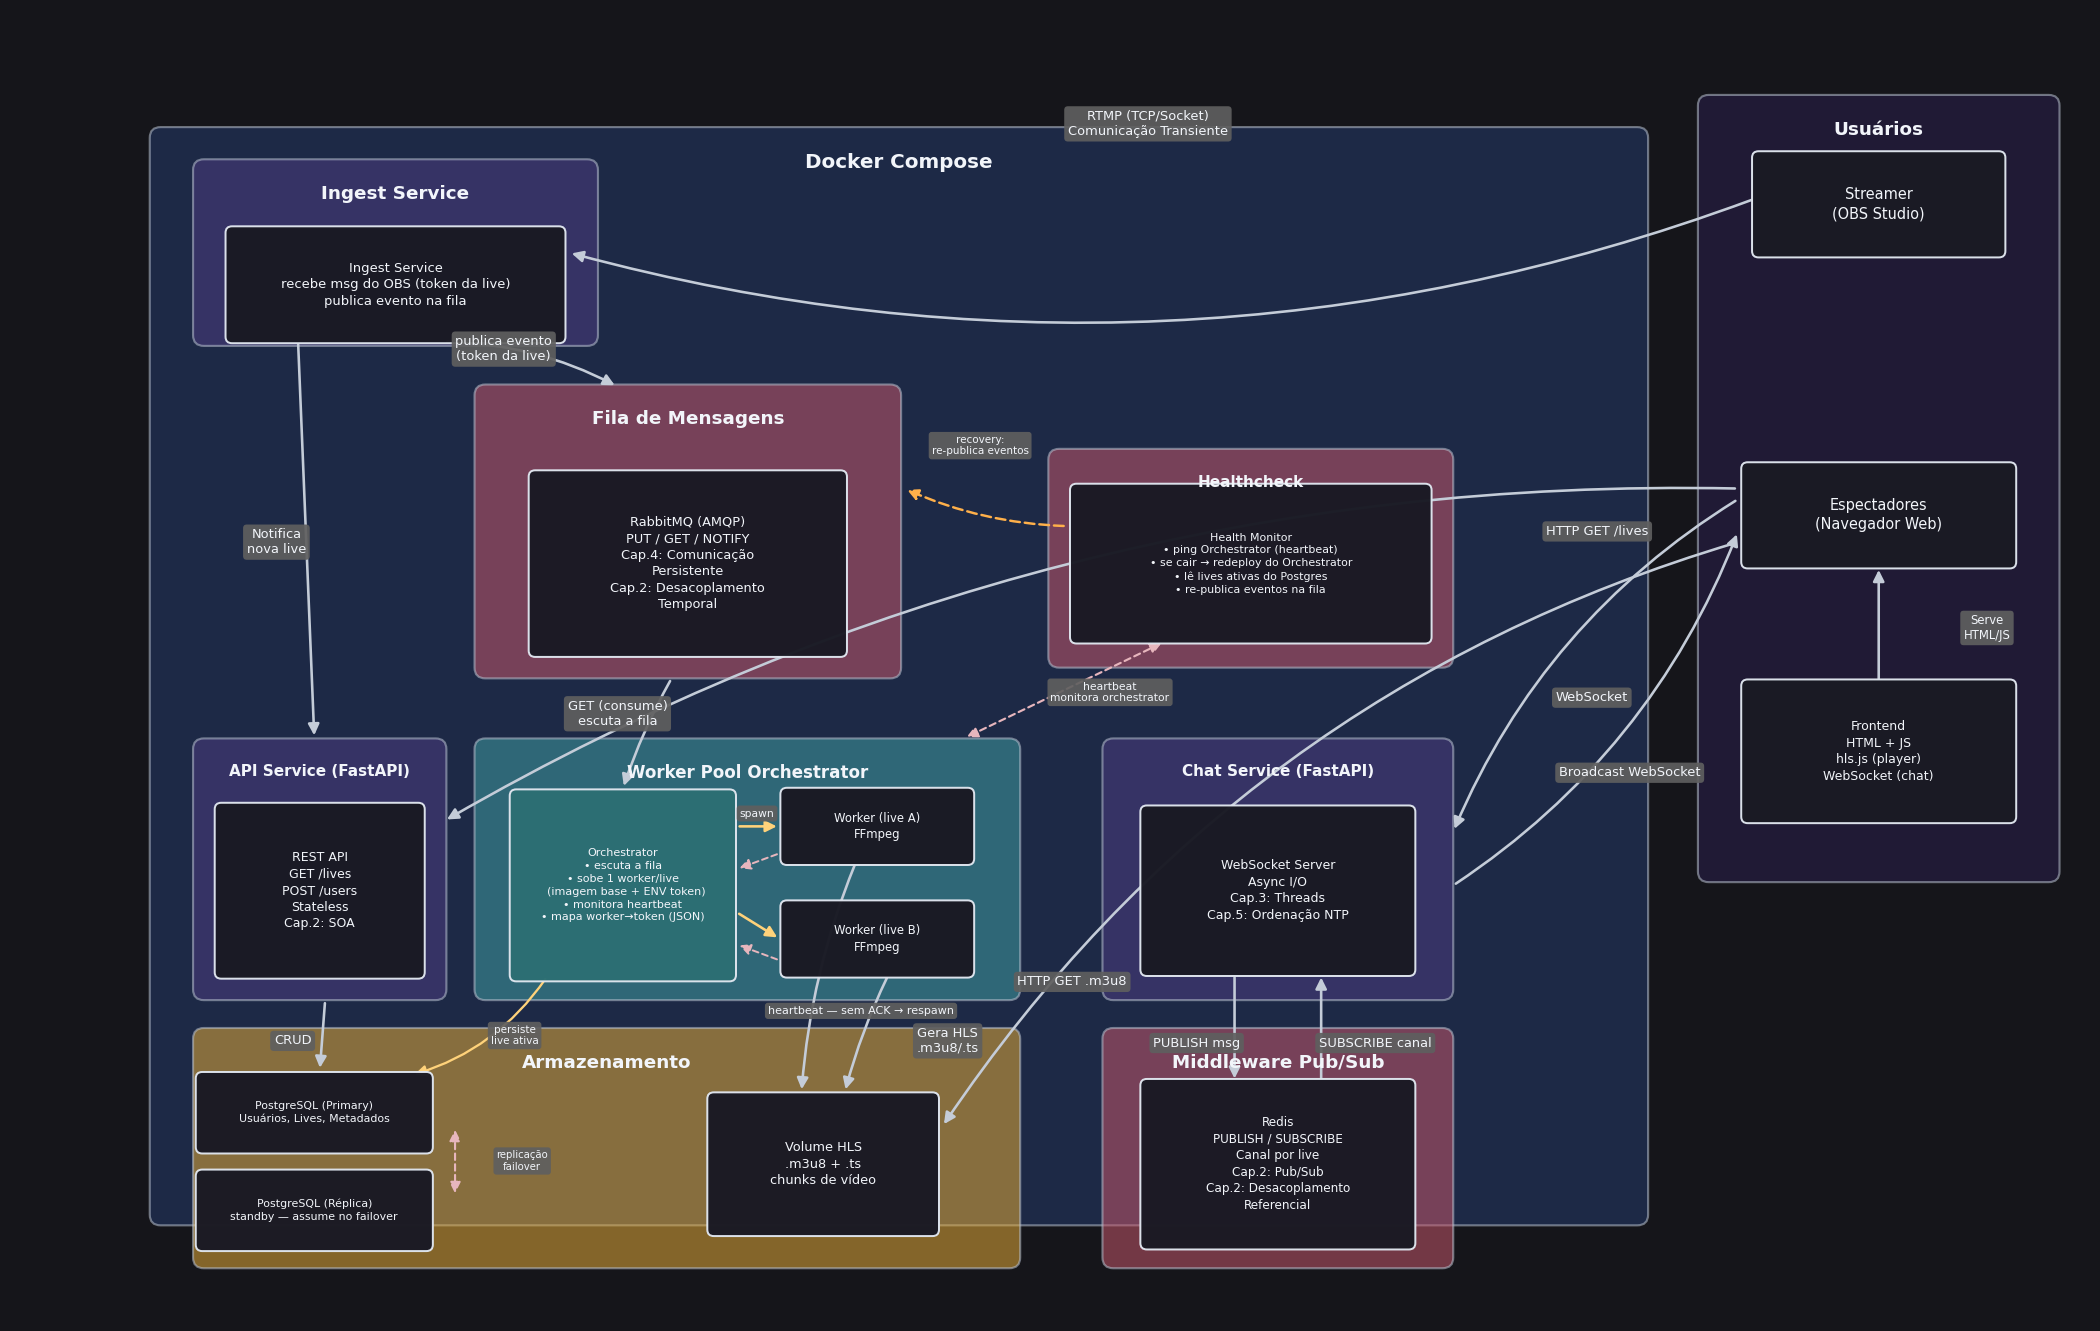 RTMP (TCP/Socket)
Comunicação Transiente
Docker Compose
Usuários
Streamer
(OBS Studio)
Ingest Service
Ingest Service
recebe msg do OBS (token da live)
publica evento na fila
publica evento
(token da live)
Fila de Mensagens
RabbitMQ (AMQP)
PUT / GET / NOTIFY
Cap.4: Comunicação
Persistente
Cap.2: Desacoplamento
Temporal
recovery:
re-publica eventos
Healthcheck
Health Monitor
• ping Orchestrator (heartbeat)
• se cair → redeploy do Orchestrator
• lê lives ativas do Postgres
• re-publica eventos na fila
HTTP GET /lives
Espectadores
(Navegador Web)
Notifica
nova live
Serve
HTML/JS
heartbeat
monitora orchestrator
WebSocket
GET (consume)
escuta a fila
Frontend
HTML + JS
hls.js (player)
WebSocket (chat)
Broadcast WebSocket
API Service (FastAPI)
REST API
GET /lives
POST /users
Stateless
Cap.2: SOA
Worker Pool Orchestrator
Orchestrator
• escuta a fila
• sobe 1 worker/live
(imagem base + ENV token)
• monitora heartbeat
• mapa worker→token (JSON)
spawn
Worker (live A)
FFmpeg
Worker (live B)
FFmpeg
Chat Service (FastAPI)
WebSocket Server
Async I/O
Cap.3: Threads
Cap.5: Ordenação NTP
HTTP GET .m3u8
heartbeat — sem ACK → respawn
CRUD
persiste
live ativa
Gera HLS
.m3u8/.ts
PUBLISH msg
SUBSCRIBE canal
Armazenamento
PostgreSQL (Primary)
Usuários, Lives, Metadados
replicação
failover
PostgreSQL (Réplica)
standby — assume no failover
Volume HLS
.m3u8 + .ts
chunks de vídeo
Middleware Pub/Sub
Redis
PUBLISH / SUBSCRIBE
Canal por live
Cap.2: Pub/Sub
Cap.2: Desacoplamento
Referencial